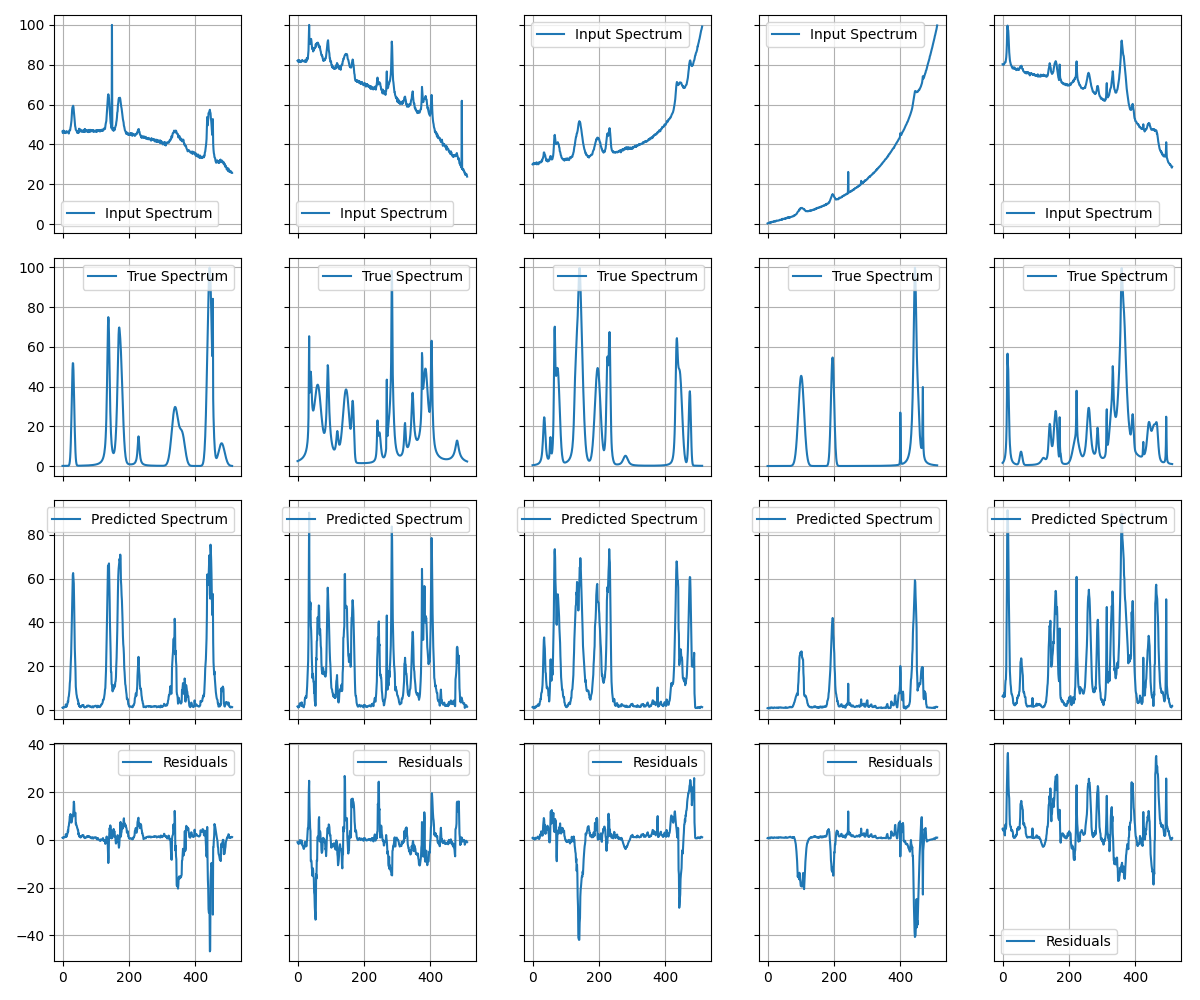 100
80
60
40
20
0
Input Spectrum
Input Spectrum
Input Spectrum
Input Spectrum
Input Spectrum
100
80
60
40
20
0
True Spectrum
True Spectrum
True Spectrum
True Spectrum
True Spectrum
80
60
40
20
0
Predicted Spectrum
Predicted Spectrum
Predicted Spectrum
Predicted Spectrum
Predicted Spectrum
40
20
0
−20
−40
Residuals
Residuals
Residuals
Residuals
Residuals
0 200 400 0 200 400 0 200 400 0 200 400 0 200 400